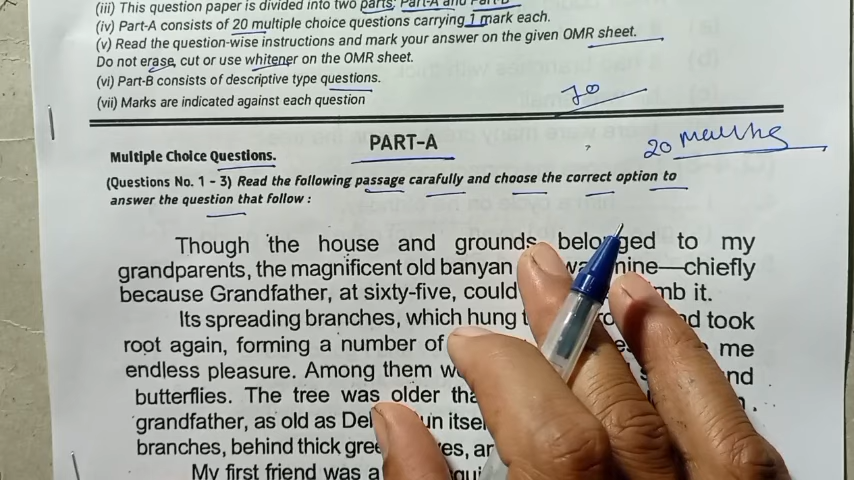 (iii) This question paper is divided into two parts: Part-A and Part-B
(iv) Part-A consists of 20 multiple choice questions carrying 1 mark each.
(v) Read the question-wise instructions and mark your answer on the given OMR sheet.
Do not erase, cut or use whitener on the OMR sheet.
(vi) Part-B consists of descriptive type questions.
(vii) Marks are indicated against each question
PART-A
Multiple Choice Questions.
(Questions No. 1 - 3) Read the following passage carefully and choose the correct option to
answer the question that follow :
Though the house and grounds belonged to my
grandparents, the magnificent old banyan mine—chiefly
because Grandfather, at sixty-five, could it.
Its spreading branches, which hung took
root again, forming a number of me
endless pleasure. Among them
butterflies. The tree was older
grandfather, as old as
branches, behind thick
My first friend was a